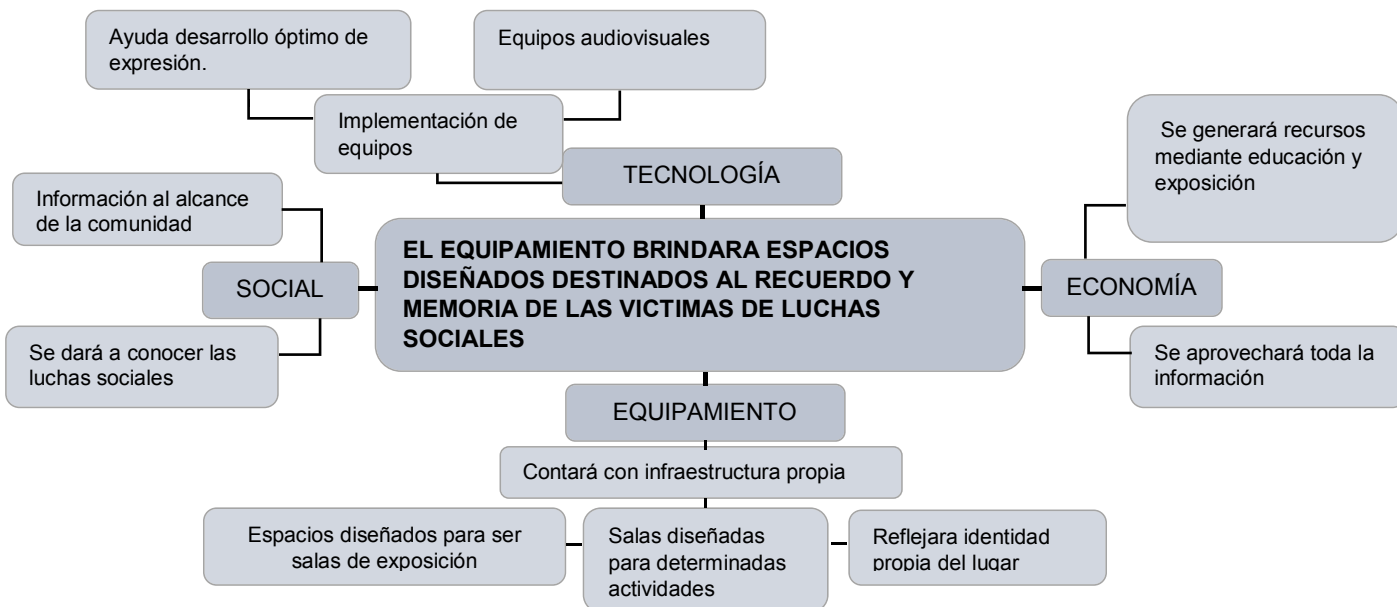 Ayuda desarrollo óptimo de
expresión.
Equipos audiovisuales
Implementación de
equipos
TECNOLOGÍA
Se generará recursos
mediante educación y
exposición
Información al alcance
de la comunidad
SOCIAL
EL EQUIPAMIENTO BRINDARA ESPACIOS
DISEÑADOS DESTINADOS AL RECUERDO Y
MEMORIA DE LAS VICTIMAS DE LUCHAS
SOCIALES
ECONOMÍA
Se dará a conocer las
luchas sociales
Se aprovechará toda la
información
EQUIPAMIENTO
Contará con infraestructura propia
Espacios diseñados para ser
salas de exposición
Salas diseñadas
para determinadas
actividades
Reflejara identidad
propia del lugar